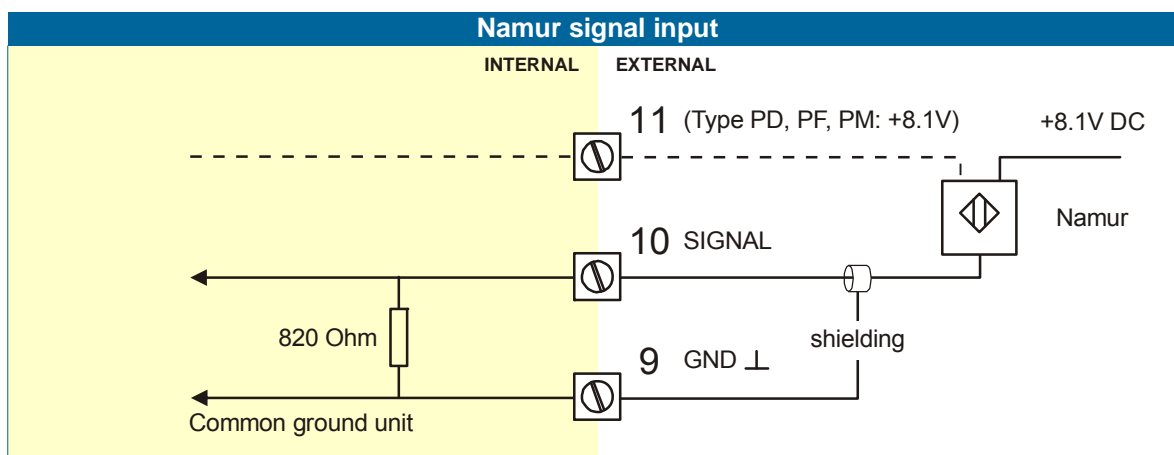 Namur signal input
INTERNAL EXTERNAL
11 (Type PD, PF, PM: +8.1V) +8.1V DC
Namur
10 SIGNAL
820 Ohm
shielding
9 GND ⊥
Common ground unit